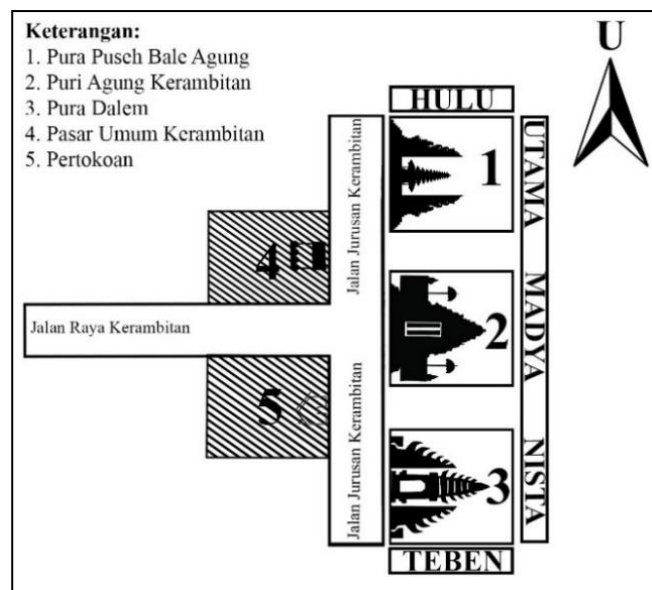 Keterangan:
1. Pura Puseh Bale Agung
2. Puri Agung Kerambitan
3. Pura Dalem
4. Pasar Umum Kerambitan
5. Pertokoan
U
HULU
UTAMA
Jalan Jurusan Kerambitan
1
4
MADYA
2
Jalan Raya Kerambitan
5
Jalan Jurusan Kerambitan
NISTA
3
TEBEN